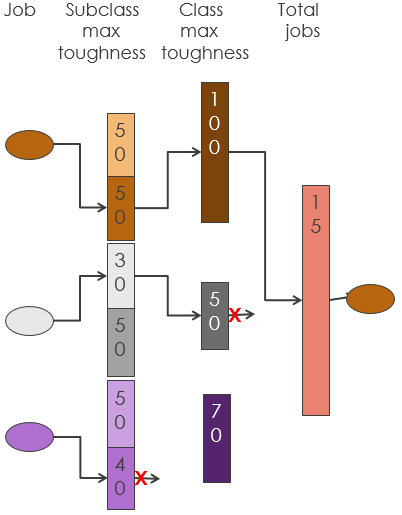 Job
Subclass
max
toughness
Class
max
toughness
Total
jobs
50
50
100
30
50
50
15
50
40
70
X
X